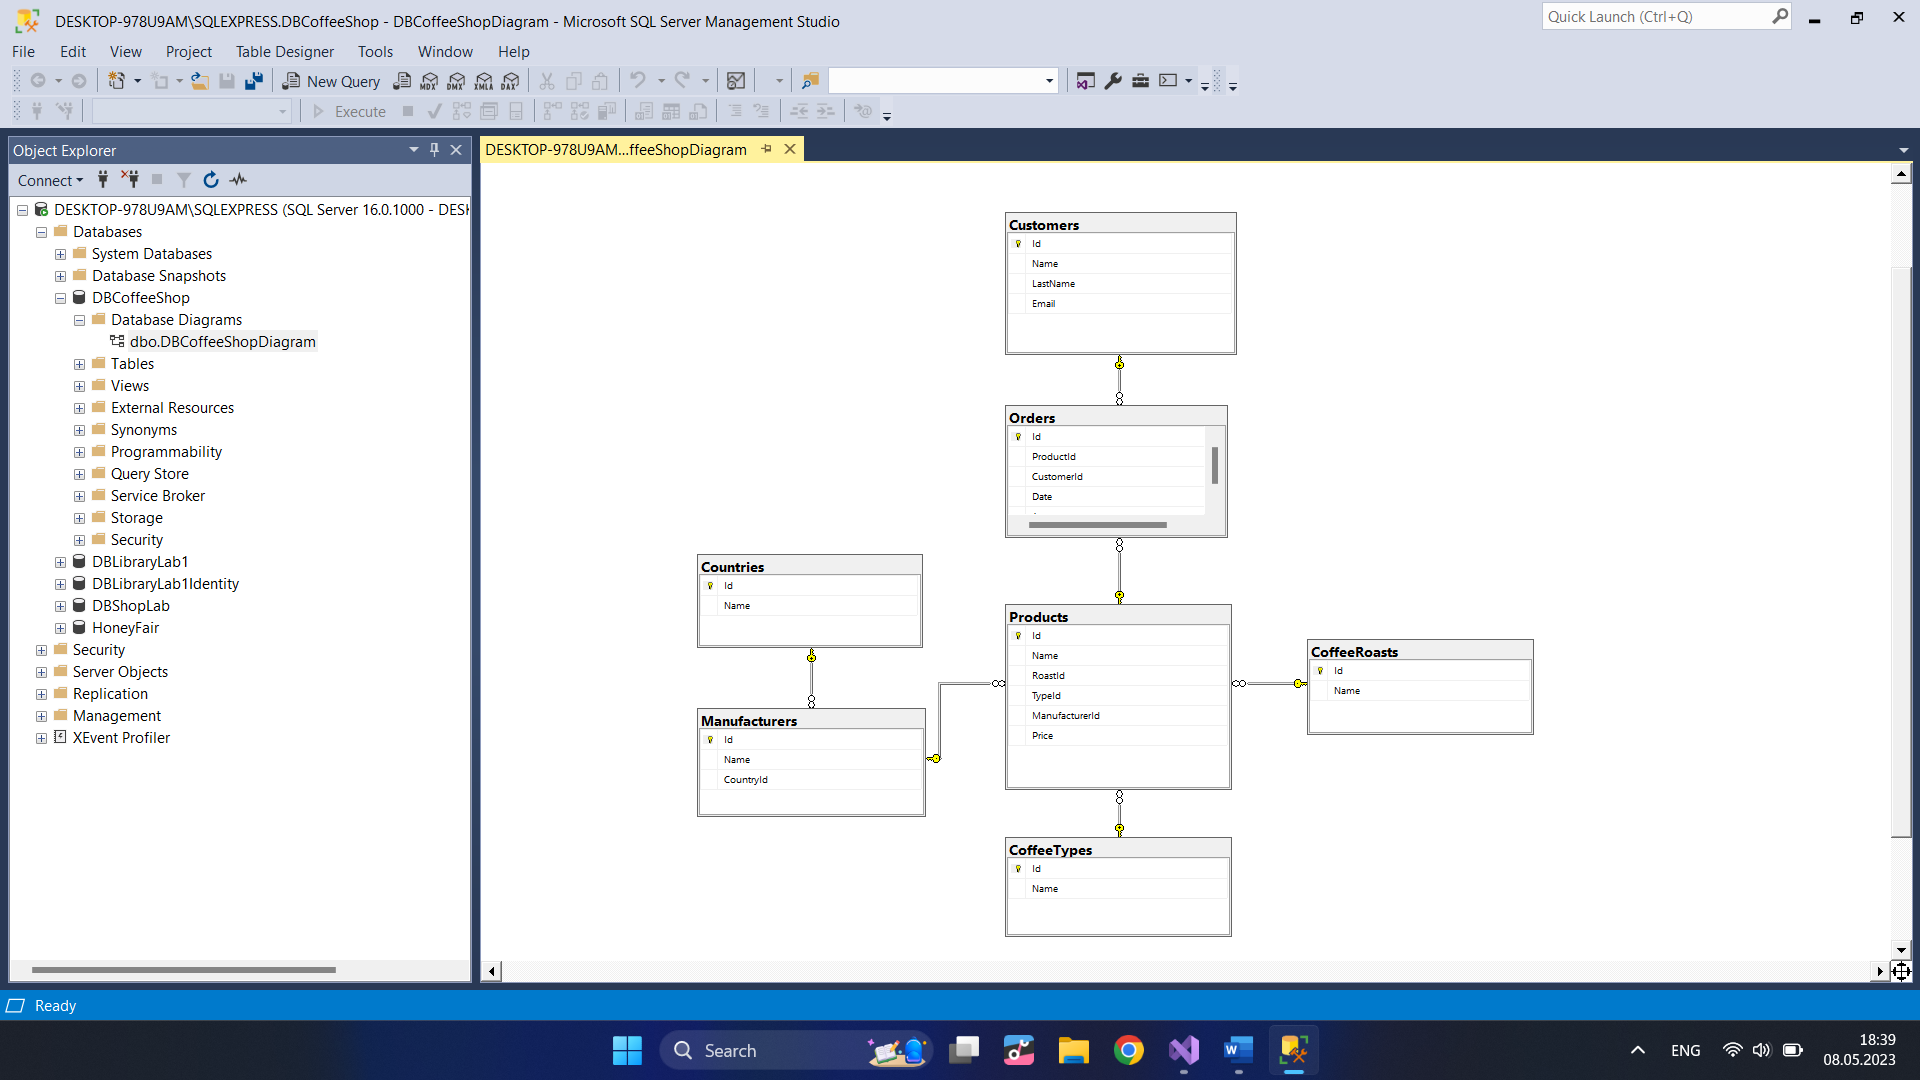 DESKTOP-978U9AM\SQLEXPRESS.DBCoffeeShop - DBCoffeeShopDiagram - Microsoft SQL Server Management Studio
Quick Launch (Ctrl+Q)
File Edit View Project Table Designer Tools Window Help
New Query MDX DMX XMLA DAX
Execute
Object Explorer
DESKTOP-978U9AM...ffeeShopDiagram
Connect
DESKTOP-978U9AM\SQLEXPRESS (SQL Server 16.0.1000 - DESK
Databases
System Databases
Database Snapshots
DBCoffeeShop
Database Diagrams
dbo.DBCoffeeShopDiagram
Tables
Views
External Resources
Synonyms
Programmability
Query Store
Service Broker
Storage
Security
DBLibraryLab1
DBLibraryLab1Identity
DBShopLab
HoneyFair
Security
Server Objects
Replication
Management
XEvent Profiler
Customers
Id
Name
LastName
Email
Orders
Id
ProductId
CustomerId
Date
Countries
Id
Name
Manufacturers
Id
Name
CountryId
Products
Id
Name
RoastId
TypeId
ManufacturerId
Price
CoffeeRoasts
Id
Name
CoffeeTypes
Id
Name
Ready
Search
ENG
18:39
08.05.2023